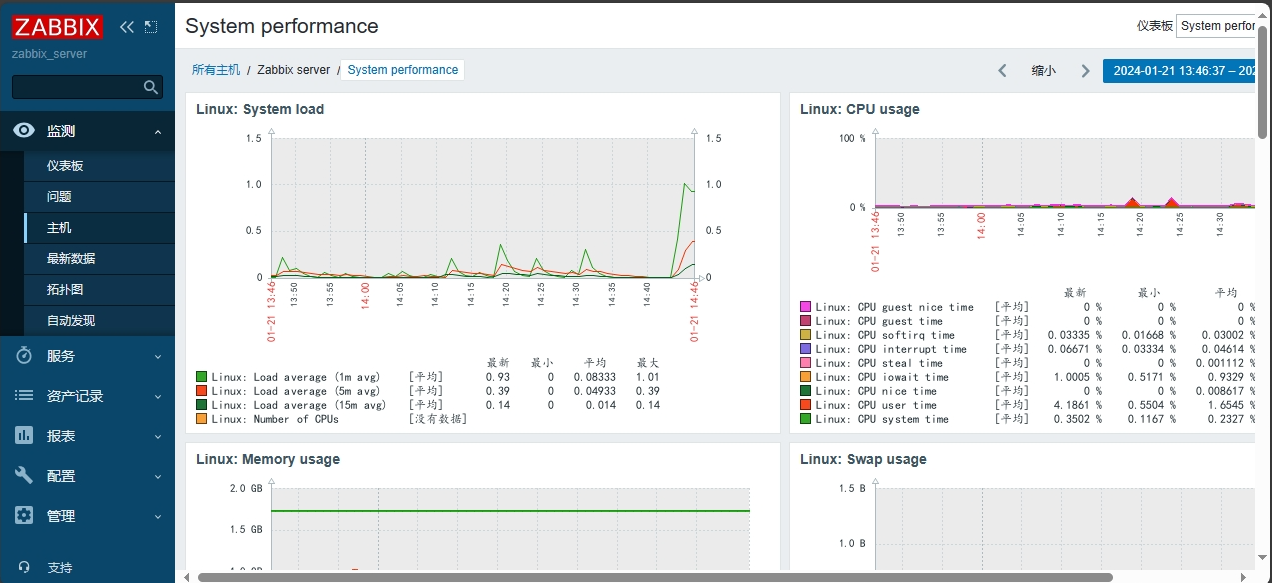 ZABBIX
zabbix_server
监测
仪表板
问题
主机
最新数据
拓扑图
自动发现
服务
资产记录
报表
配置
管理
支持
System performance
仪表板 System perfor
所有主机 / Zabbix server / System performance
缩小
2024-01-21 13:46:37 – 202
Linux: System load
1.5 1.5
1.0 1.0
0.5 0.5
0 0
01-21 13:46 13:50 13:55 14:00 14:05 14:10 14:15 14:20 14:25 14:30 14:35 14:40 01-21 14:46
最新 最小 平均 最大
Linux: Load average (1m avg) [平均] 0.93 0 0.08333 1.01
Linux: Load average (5m avg) [平均] 0.39 0 0.04933 0.39
Linux: Load average (15m avg) [平均] 0.14 0 0.014 0.14
Linux: Number of CPUs [没有数据]
Linux: CPU usage
100 %
0 %
01-21 13:46 13:50 13:55 14:00 14:05 14:10 14:15 14:20 14:25 14:30
最新 最小 平均
Linux: CPU guest nice time [平均] 0 % 0 % 0 %
Linux: CPU guest time [平均] 0 % 0 % 0 %
Linux: CPU softirq time [平均] 0.03335 % 0.01668 % 0.03002 %
Linux: CPU interrupt time [平均] 0.06671 % 0.03334 % 0.04614 %
Linux: CPU steal time [平均] 0 % 0 % 0.001112 %
Linux: CPU iowait time [平均] 1.0005 % 0.5171 % 0.9329 %
Linux: CPU nice time [平均] 0 % 0 % 0.008617 %
Linux: CPU user time [平均] 4.1861 % 0.5504 % 1.6545 %
Linux: CPU system time [平均] 0.3502 % 0.1167 % 0.2327 %
Linux: Memory usage
2.0 GB
1.5 GB
1.0 GB
Linux: Swap usage
1.5 B
1.0 B